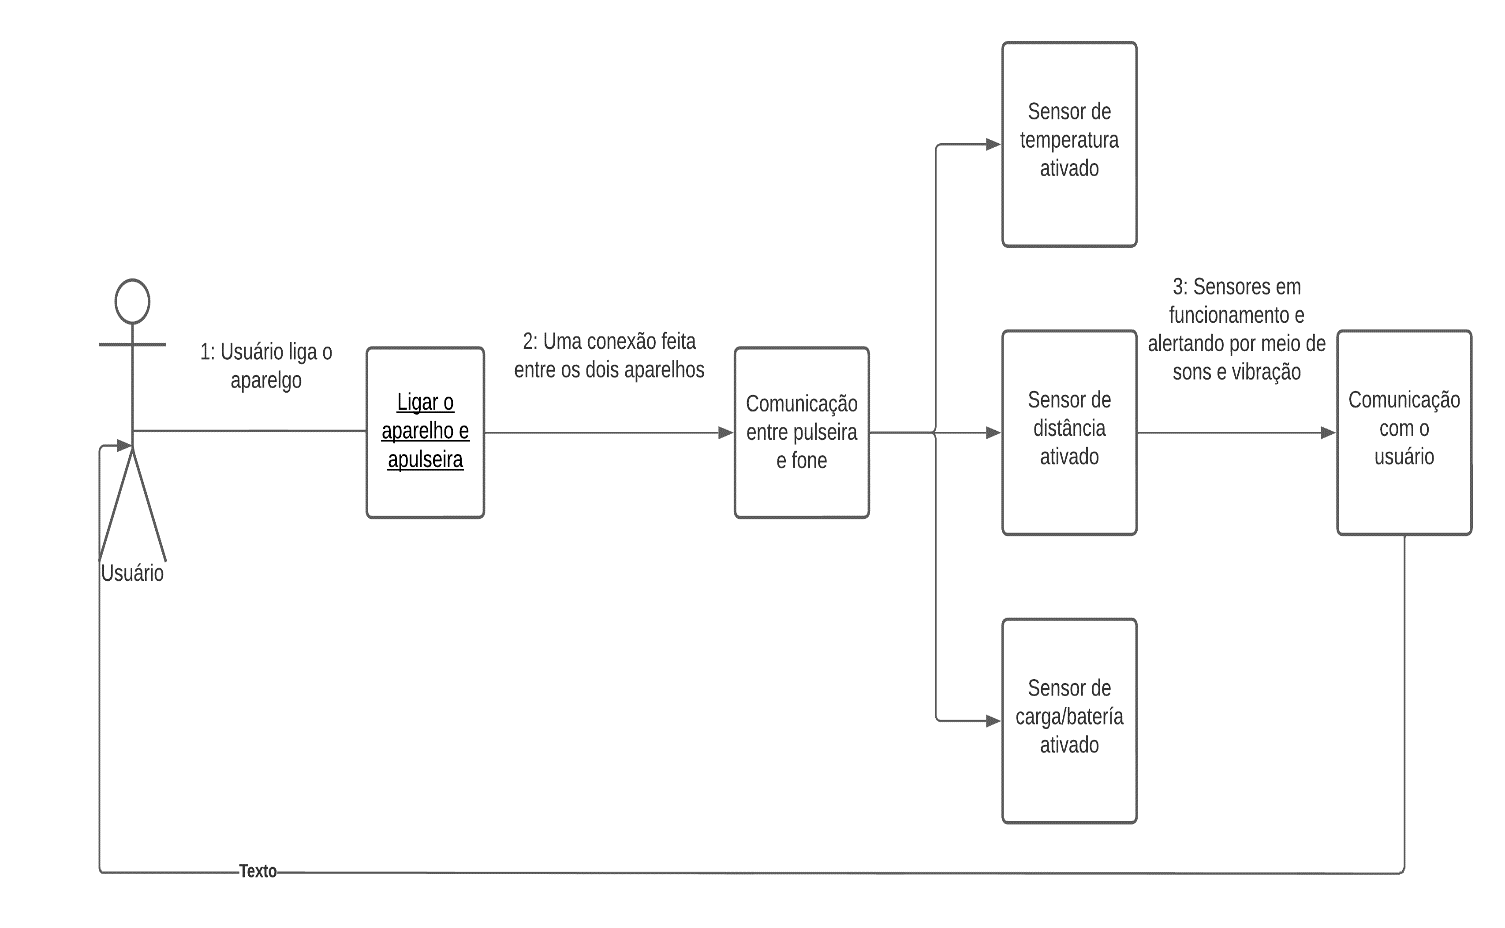 Usuário
1: Usuário liga o
aparelgo
Ligar o
aparelho e
apulseira
2: Uma conexão feita
entre os dois aparelhos
Comunicação
entre pulseira
e fone
Sensor de
temperatura
ativado
Sensor de
distância
ativado
Sensor de
carga/batería
ativado
3: Sensores em
funcionamento e
alertando por meio de
sons e vibração
Comunicação
com o
usuário
Texto